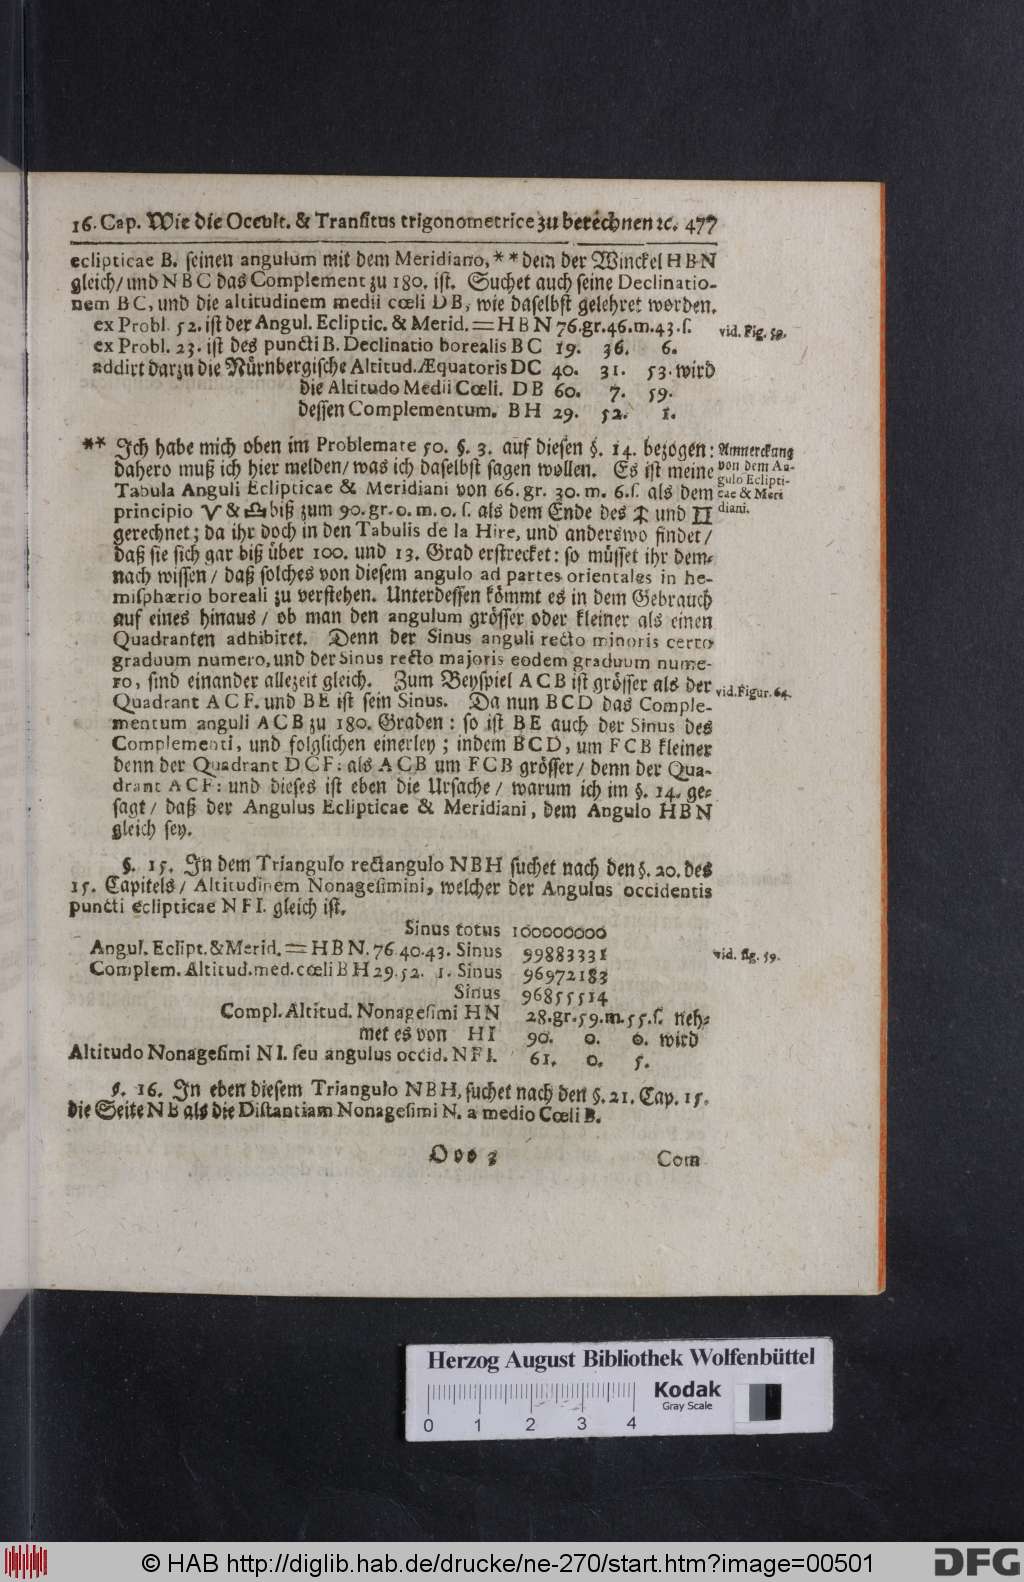 16. Cap. Wie die Occult. & Transitus trigonometrice zu berechnen ꝛc. 477
eclipticae B. seinen angulum mit dem Meridiano, ** dem der Winckel HBN
gleich/ und NBC das Complement zu 180. ist. Suchet auch seine Declinatio-
nem BC, und die altitudinem medii cœli DB, wie daselbst gelehret worden.
ex Probl. 52. ist der Angul. Ecliptic. & Merid. = HBN 76. gr. 46. m. 43. s.
vid. Fig. 59.
ex Probl. 23. ist des puncti B. Declinatio borealis BC 19. 36. 6.
addirt darzu die Nürnbergische Altitud. Æquatoris DC 40. 31. 53. wird
die Altitudo Medii Cœli. DB 60. 7. 59.
dessen Complementum. BH 29. 52. 1.
** Ich habe mich oben im Problemate 50. §. 3. auf diesen §. 14. bezogen:
dahero muß ich hier melden/ was ich daselbst sagen wollen. Es ist meine
Tabula Anguli Eclipticae & Meridiani von 66. gr. 30. m. 6. s. als dem
principio ♈ & ♎ biß zum 90. gr. 0. m. 0. s. als dem Ende des ♐ und ♊
gerechnet; da ihr doch in den Tabulis de la Hire, und anderswo findet/
daß sie sich gar biß über 100. und 13. Grad erstrecket: so müsset ihr dem-
nach wissen/ daß solches von diesem angulo ad partes orientales in he-
misphærio boreali zu verstehen. Unterdessen kömmt es in dem Gebrauch
auf eines hinaus/ ob man den angulum grösser oder kleiner als einen
Quadranten adhibiret. Denn der Sinus anguli recto minoris certo
graduum numero, und der Sinus recto majoris eodem graduum nume-
ro, sind einander allezeit gleich. Zum Beyspiel ACB ist grösser als der
Quadrant ACF. und BE ist sein Sinus. Da nun BCD das Comple-
mentum anguli ACB zu 180. Graden: so ist BE auch der Sinus des
Complementi, und folglichen einerley; indem BCD, um FCB kleiner
denn der Quadrant DCF: als ACB um FCB grösser/ denn der Qua-
drant ACF: und dieses ist eben die Ursache/ warum ich im §. 14. ge-
sagt/ daß der Angulus Eclipticae & Meridiani, dem Angulo HBN
gleich sey.
Anmerckung
von dem An-
gulo Eclipti-
cae & Meri
diani.
vid. Figur. 64.
§. 15. In dem Triangulo rectangulo NBH suchet nach den §. 20. des
15. Capitels/ Altitudinem Nonagesimini, welcher der Angulus occidentis
puncti eclipticae NFI. gleich ist.
Sinus totus 100000000
Angul. Eclipt. & Merid. = HBN. 76. 40. 43. Sinus 99883331
vid. fig. 59.
Complem. Altitud. med. cœli BH 29. 52. 1. Sinus 96972183
Sinus 96855514
Compl. Altitud. Nonagesimi HN 28. gr. 59. m. 55. s. neh-
met es von HI 90. 0. 0. wird
Altitudo Nonagesimi NI. seu angulus occid. NFI. 61. 0. 5.
§. 16. In eben diesem Triangulo NBH, suchet nach den §. 21. Cap. 15.
die Seite NB als die Distantiam Nonagesimi N. a medio Cœli B.
Ooo 3
Com
Herzog August Bibliothek Wolfenbüttel
Kodak
Gray Scale
0 1 2 3 4
© HAB http://diglib.hab.de/drucke/ne-270/start.htm?image=00501
DFG